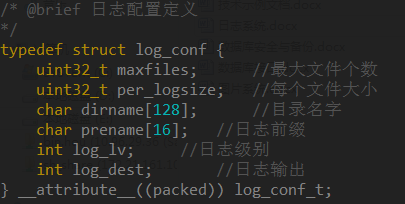 /* @brief 日志配置定义
*/
typedef struct log_conf {
    uint32_t maxfiles;      //最大文件个数
    uint32_t per_logsize;   //每个文件大小
    char dirname[128];      //目录名字
    char prename[16];   //日志前缀
    int log_lv;     //日志级别
    int log_dest;       //日志输出
} __attribute__((packed)) log_conf_t;